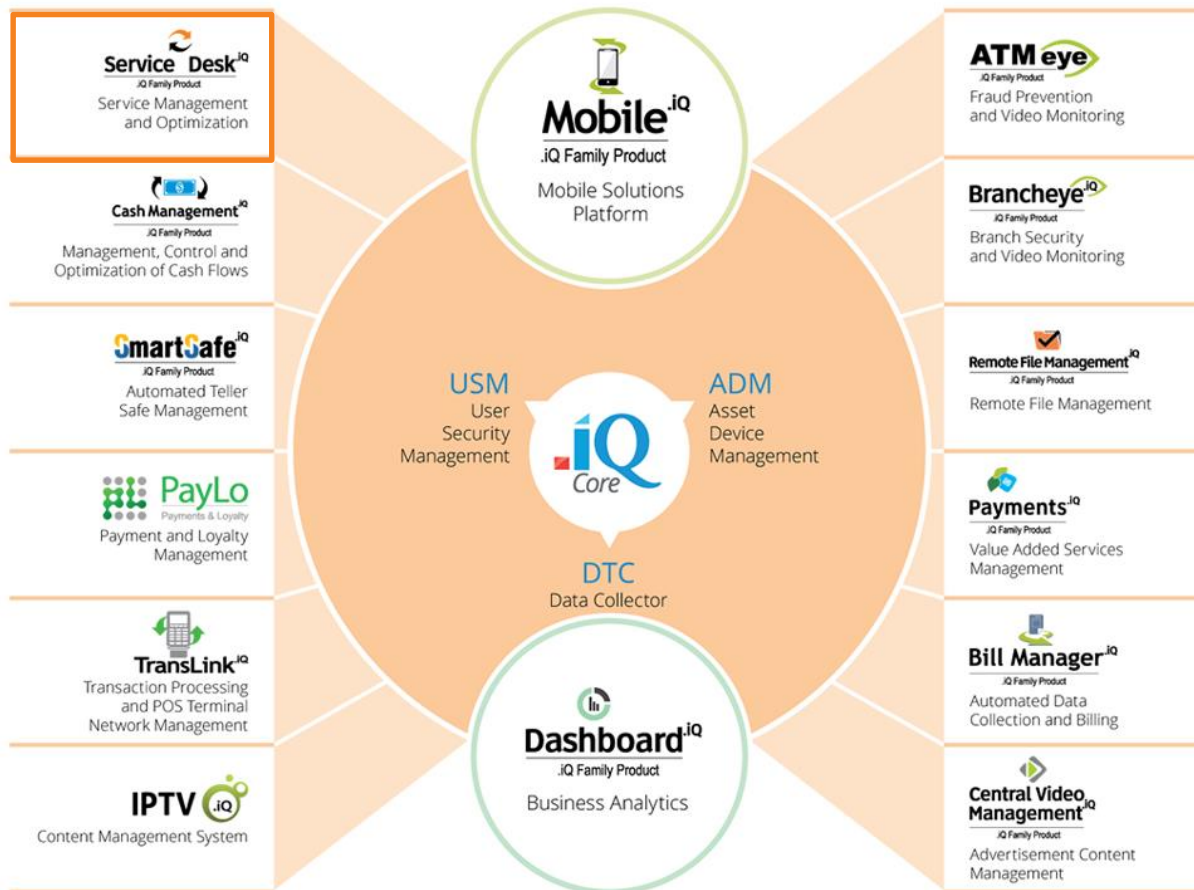 Service Desk.iQ
.iQ Family Product
Service Management
and Optimization
Cash Management.iQ
.iQ Family Product
Management, Control and
Optimization of Cash Flows
SmartSafe.iQ
.iQ Family Product
Automated Teller
Safe Management
PayLo
Payments & Loyalty
Payment and Loyalty
Management
TransLink.iQ
Transaction Processing
and POS Terminal
Network Management
IPTV .iQ
Content Management System
Mobile.iQ
.iQ Family Product
Mobile Solutions
Platform
USM
User
Security
Management
.iQ
Core
ADM
Asset
Device
Management
DTC
Data Collector
Dashboard.iQ
.iQ Family Product
Business Analytics
ATMeye
.iQ Family Product
Fraud Prevention
and Video Monitoring
Brancheye.iQ
.iQ Family Product
Branch Security
and Video Monitoring
Remote File Management.iQ
.iQ Family Product
Remote File Management
Payments.iQ
.iQ Family Product
Value Added Services
Management
Bill Manager.iQ
.iQ Family Product
Automated Data
Collection and Billing
Central Video
Management.iQ
.iQ Family Product
Advertisement Content
Management